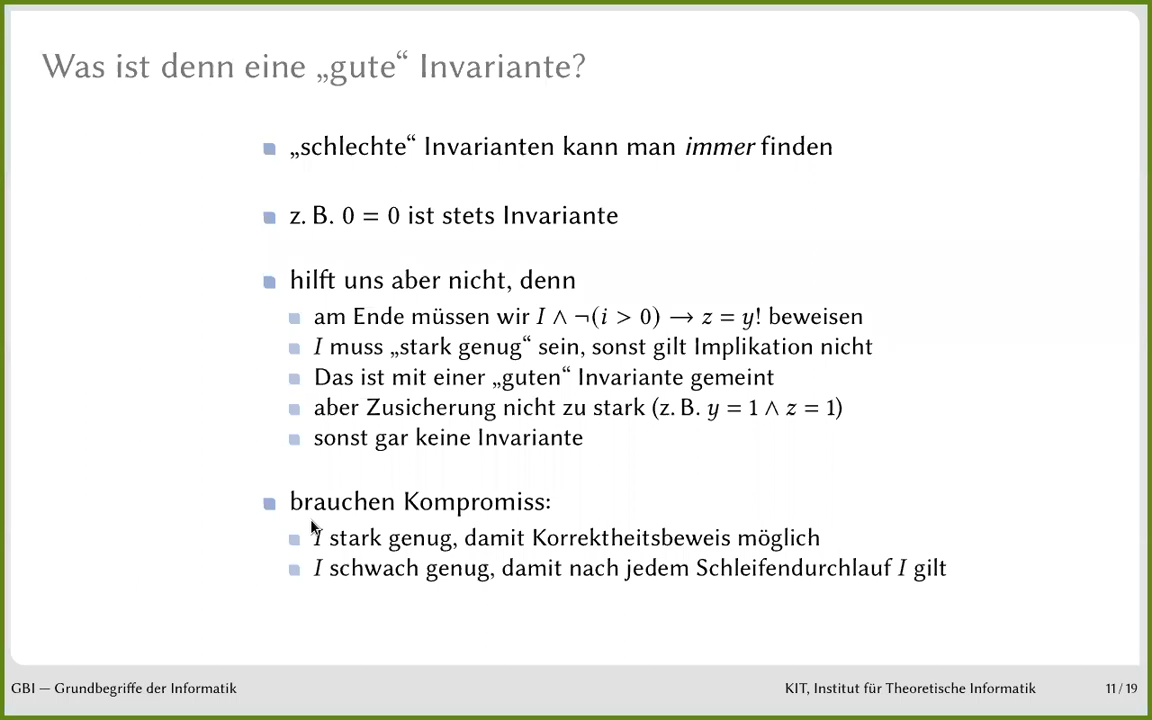 Was ist denn eine „gute“ Invariante?
„schlechte“ Invarianten kann man immer finden
z. B. 0 = 0 ist stets Invariante
hilft uns aber nicht, denn
am Ende müssen wir I ∧ ¬(i > 0) → z = y! beweisen
I muss „stark genug“ sein, sonst gilt Implikation nicht
Das ist mit einer „guten“ Invariante gemeint
aber Zusicherung nicht zu stark (z. B. y = 1 ∧ z = 1)
sonst gar keine Invariante
brauchen Kompromiss:
I stark genug, damit Korrektheitsbeweis möglich
I schwach genug, damit nach jedem Schleifendurchlauf I gilt
GBI — Grundbegriffe der Informatik
KIT, Institut für Theoretische Informatik
11 / 19